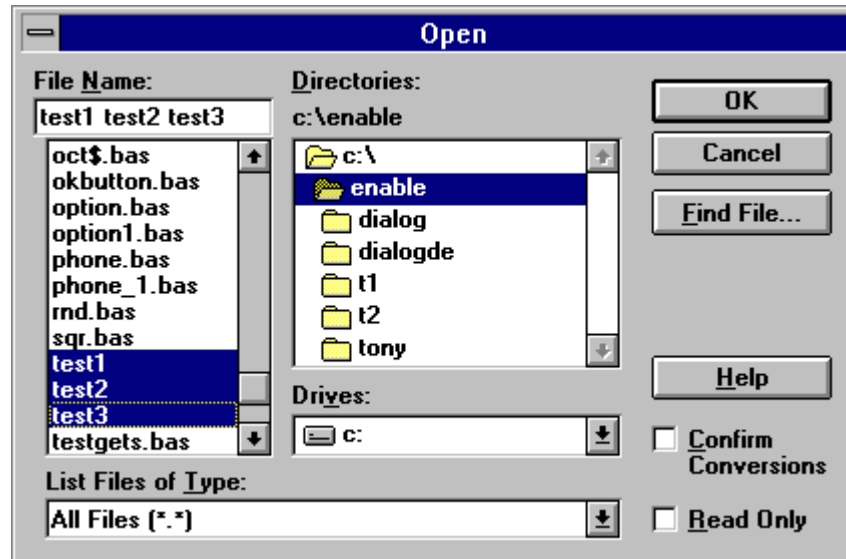 Open
File Name:
test1 test2 test3
oct$.bas
okbutton.bas
option.bas
option1.bas
phone.bas
phone_1.bas
rnd.bas
sqr.bas
test1
test2
test3
testgets.bas
List Files of Type:
All Files (*.*)
Directories:
c:\enable
c:\
enable
dialog
dialogde
t1
t2
tony
Drives:
c:
OK
Cancel
Find File...
Help
Confirm
Conversions
Read Only